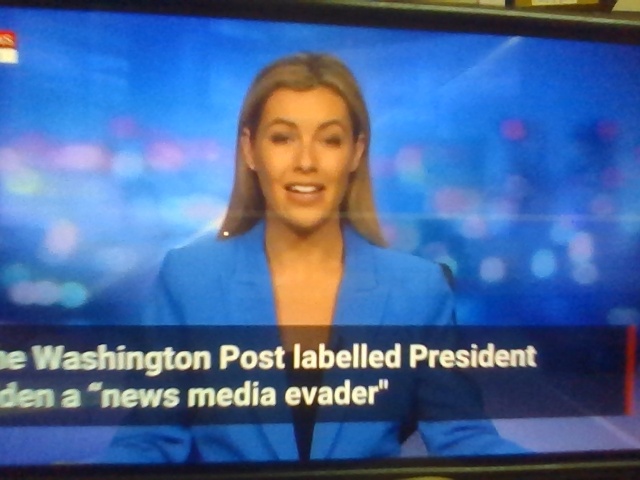 he Washington Post labelled President
den a “news media evader"